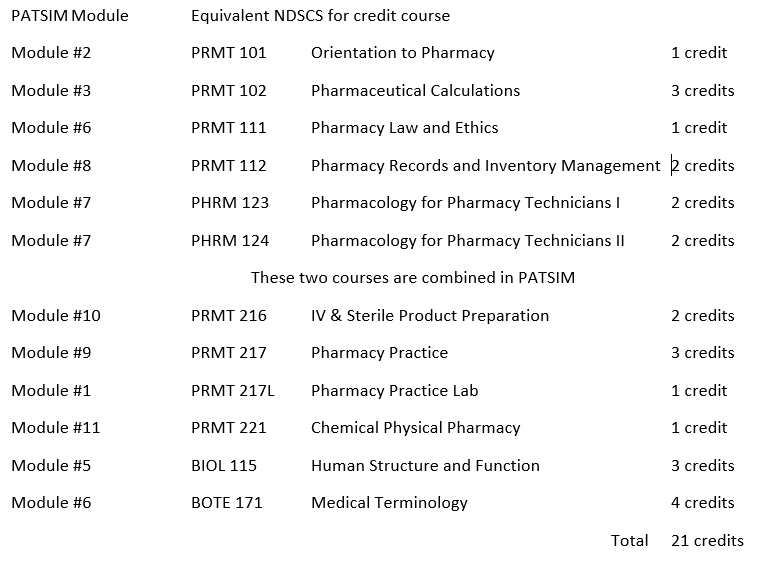 PATSIM Module Equivalent NDSCS for credit course
Module #2 PRMT 101 Orientation to Pharmacy 1 credit
Module #3 PRMT 102 Pharmaceutical Calculations 3 credits
Module #6 PRMT 111 Pharmacy Law and Ethics 1 credit
Module #8 PRMT 112 Pharmacy Records and Inventory Management 2 credits
Module #7 PHRM 123 Pharmacology for Pharmacy Technicians I 2 credits
Module #7 PHRM 124 Pharmacology for Pharmacy Technicians II 2 credits
These two courses are combined in PATSIM
Module #10 PRMT 216 IV & Sterile Product Preparation 2 credits
Module #9 PRMT 217 Pharmacy Practice 3 credits
Module #1 PRMT 217L Pharmacy Practice Lab 1 credit
Module #11 PRMT 221 Chemical Physical Pharmacy 1 credit
Module #5 BIOL 115 Human Structure and Function 3 credits
Module #6 BOTE 171 Medical Terminology 4 credits
Total 21 credits